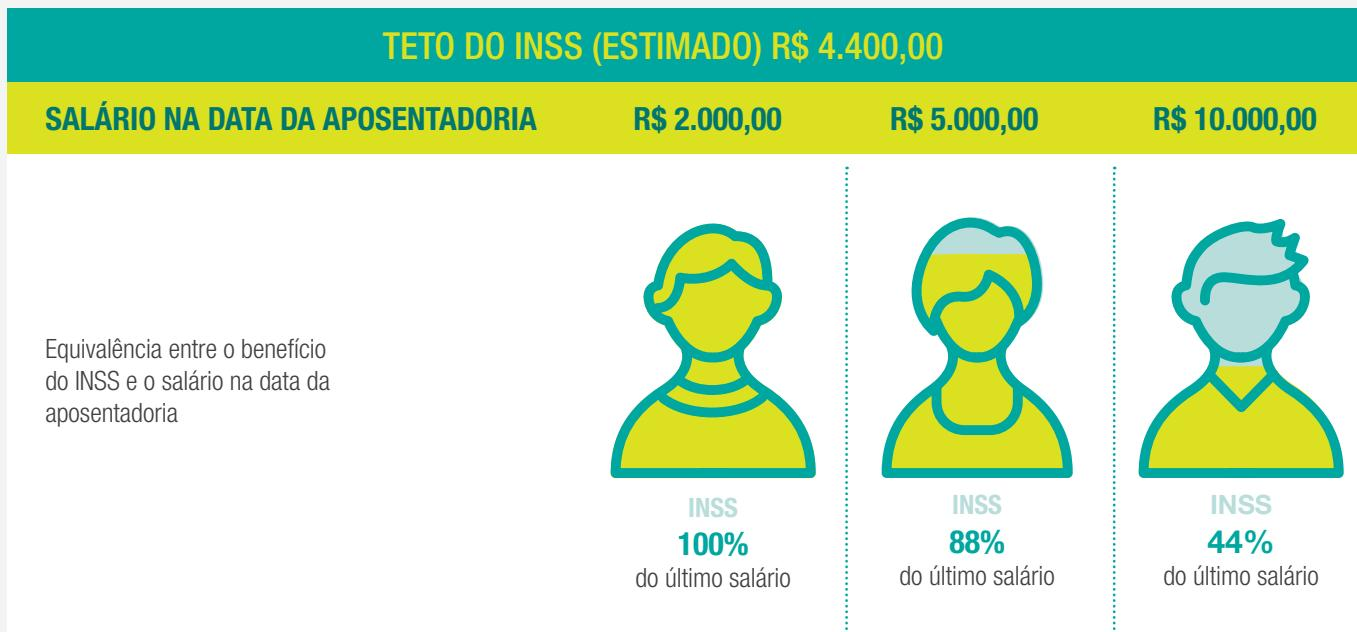 TETO DO INSS (ESTIMADO) R$ 4.400,00
SALÁRIO NA DATA DA APOSENTADORIA R$ 2.000,00 R$ 5.000,00 R$ 10.000,00
Equivalência entre o benefício
do INSS e o salário na data da
aposentadoria
INSS
100%
do último salário
INSS
88%
do último salário
INSS
44%
do último salário